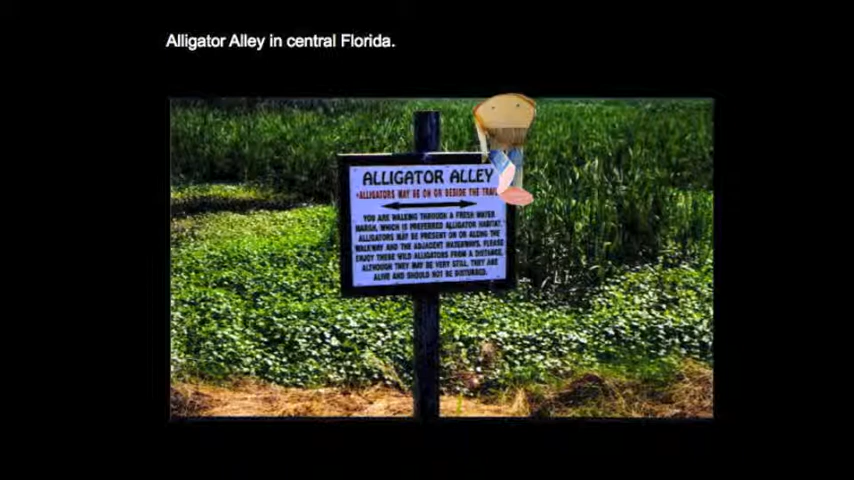 Alligator Alley in central Florida.
ALLIGATOR ALLEY
ALLIGATORS MAY BE ON OR BESIDE THE
YOU ARE WALKING THROUGH A FRESH WATER
MARSH, WHICH IS PREFERRED ALLIGATOR HABITAT.
ALLIGATORS MAY BE PRESENT ON OR ALONG THE
WALKWAY AND THE ADJACENT WATERWAYS. PLEASE
ENJOY THESE WILD ALLIGATORS FROM A DISTANCE,
ALTHOUGH THEY MAY BE VERY STILL, THEY ARE
ALIVE AND SHOULD NOT BE DISTURBED.